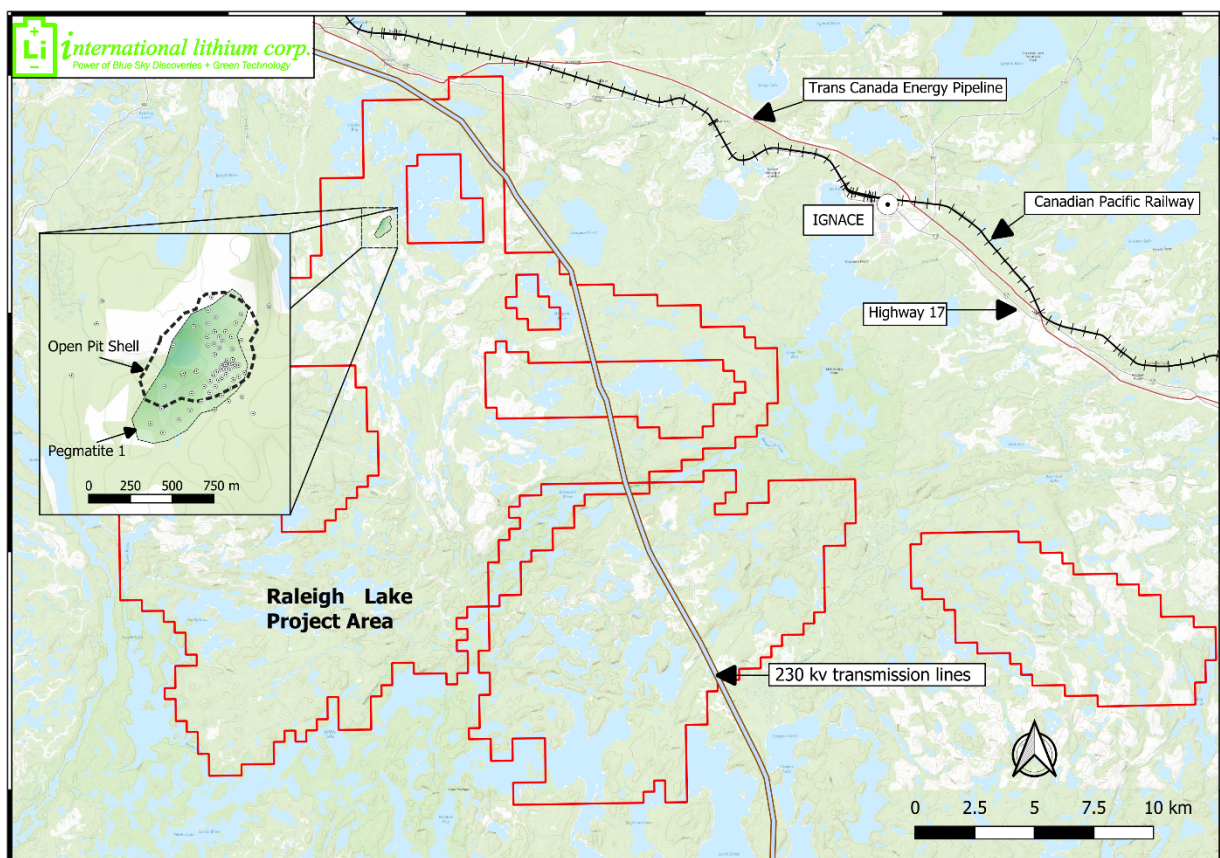 +
Li
−
international lithium corp.
Power of Blue Sky Discoveries + Green Technology
Trans Canada Energy Pipeline
IGNACE
Canadian Pacific Railway
Highway 17
Open Pit Shell
Pegmatite 1
0 250 500 750 m
Raleigh Lake
Project Area
230 kv transmission lines
0 2.5 5 7.5 10 km